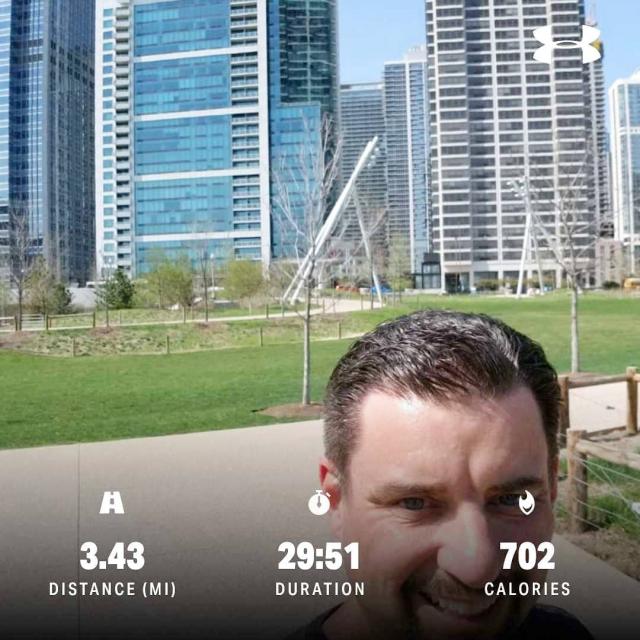 3.43
29:51
702
DISTANCE (MI)
DURATION
CALORIES